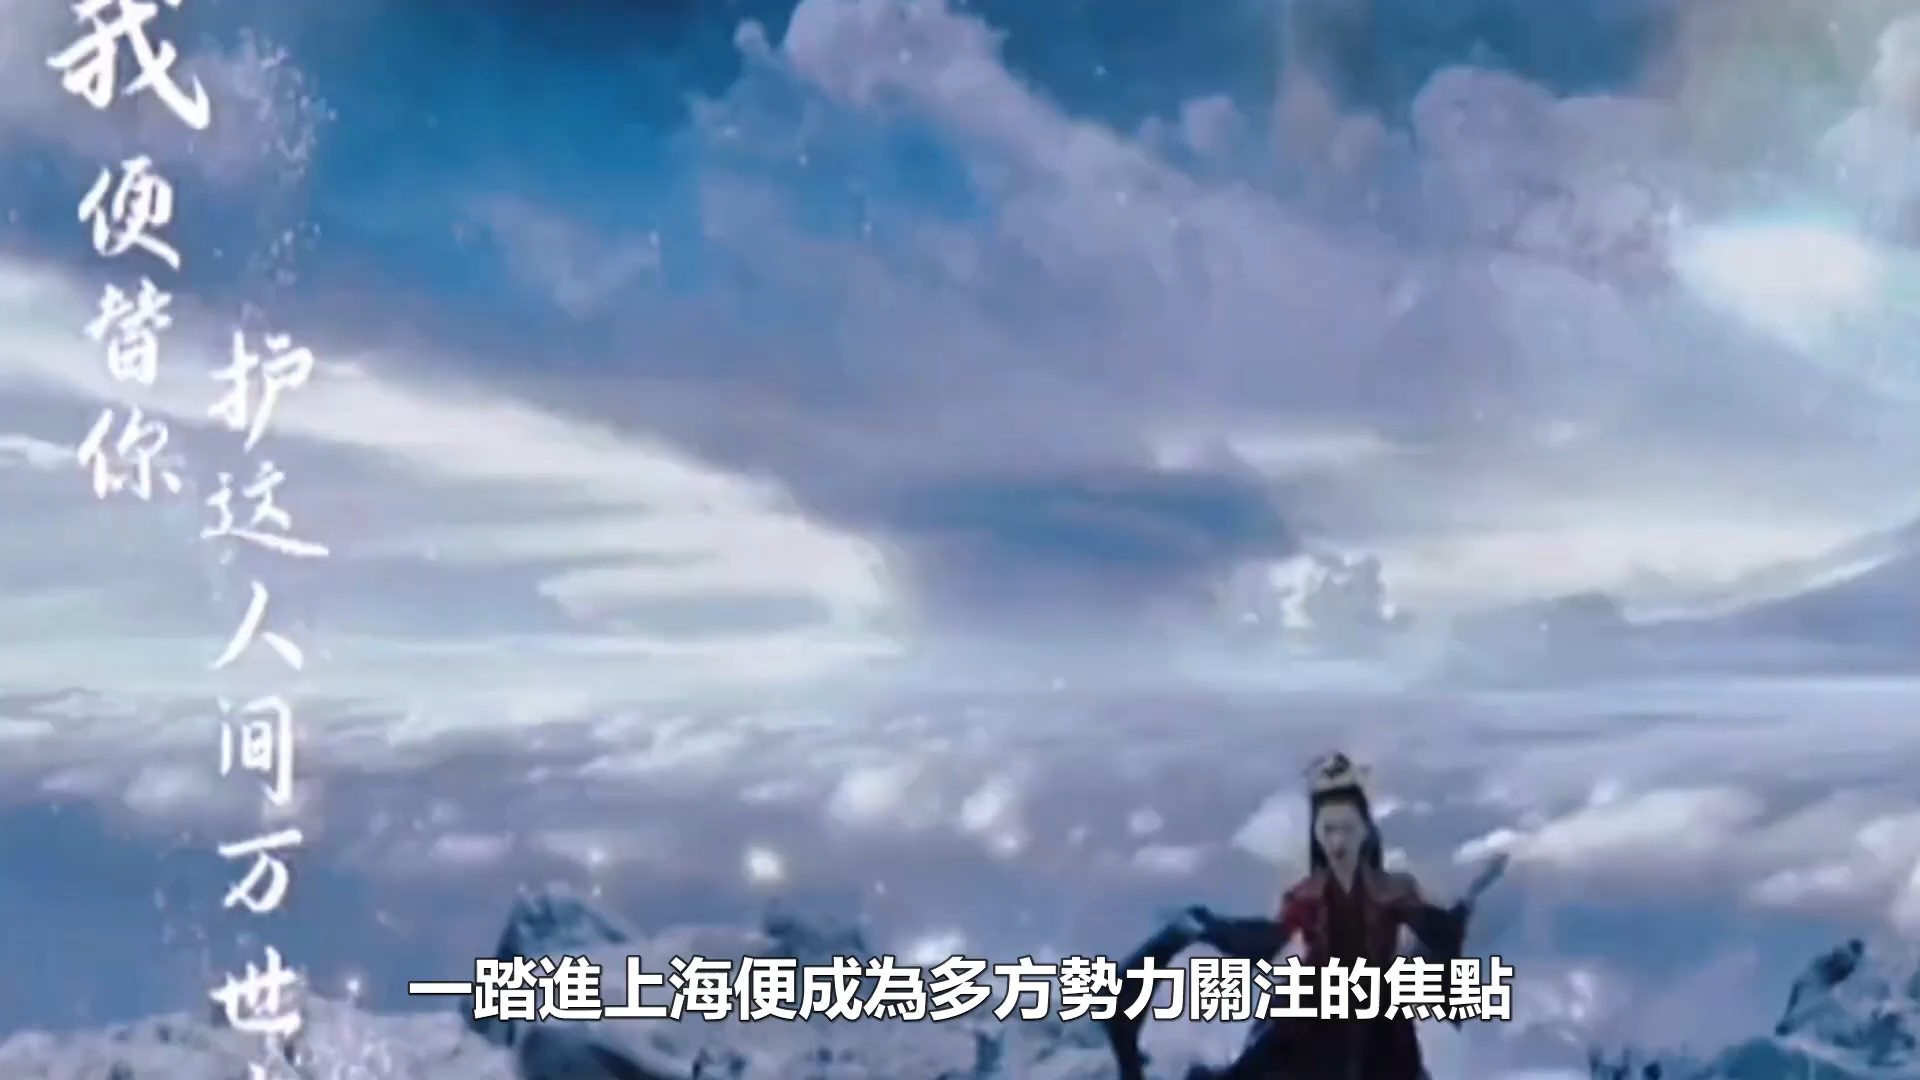 我便替你
护这人间万世
一踏進上海便成為多方勢力關注的焦點